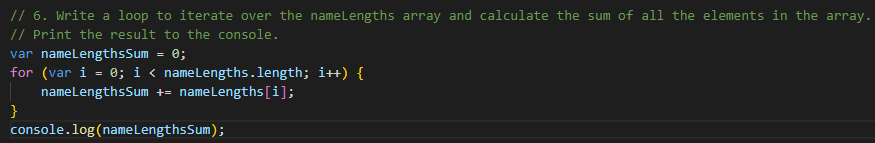 // 6. Write a loop to iterate over the nameLengths array and calculate the sum of all the elements in the array.
// Print the result to the console.
var nameLengthsSum = 0;
for (var i = 0; i < nameLengths.length; i++) {
    nameLengthsSum += nameLengths[i];
}
console.log(nameLengthsSum);